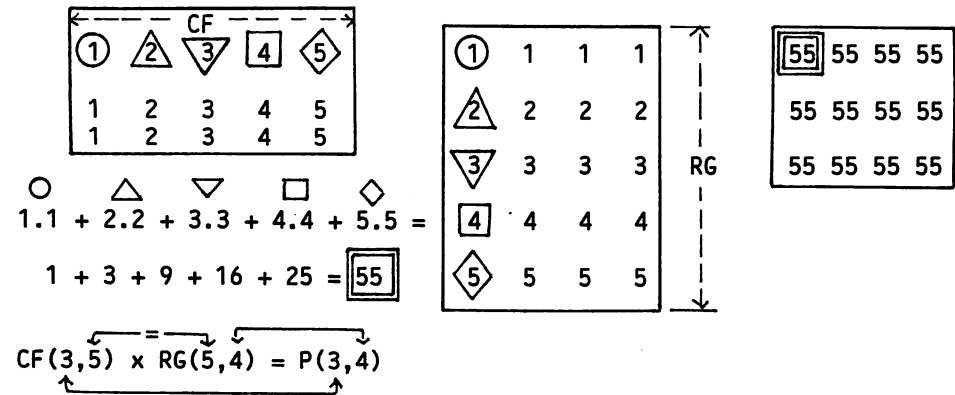 CF
1 2 3 4 5
1 2 3 4 5
1 2 3 4 5
1.1 + 2.2 + 3.3 + 4.4 + 5.5 =
1 + 3 + 9 + 16 + 25 = 55
CF(3,5) x RG(5,4) = P(3,4)
=
1 1 1 1
2 2 2 2
3 3 3 3
4 4 4 4
5 5 5 5
RG
55 55 55 55
55 55 55 55
55 55 55 55